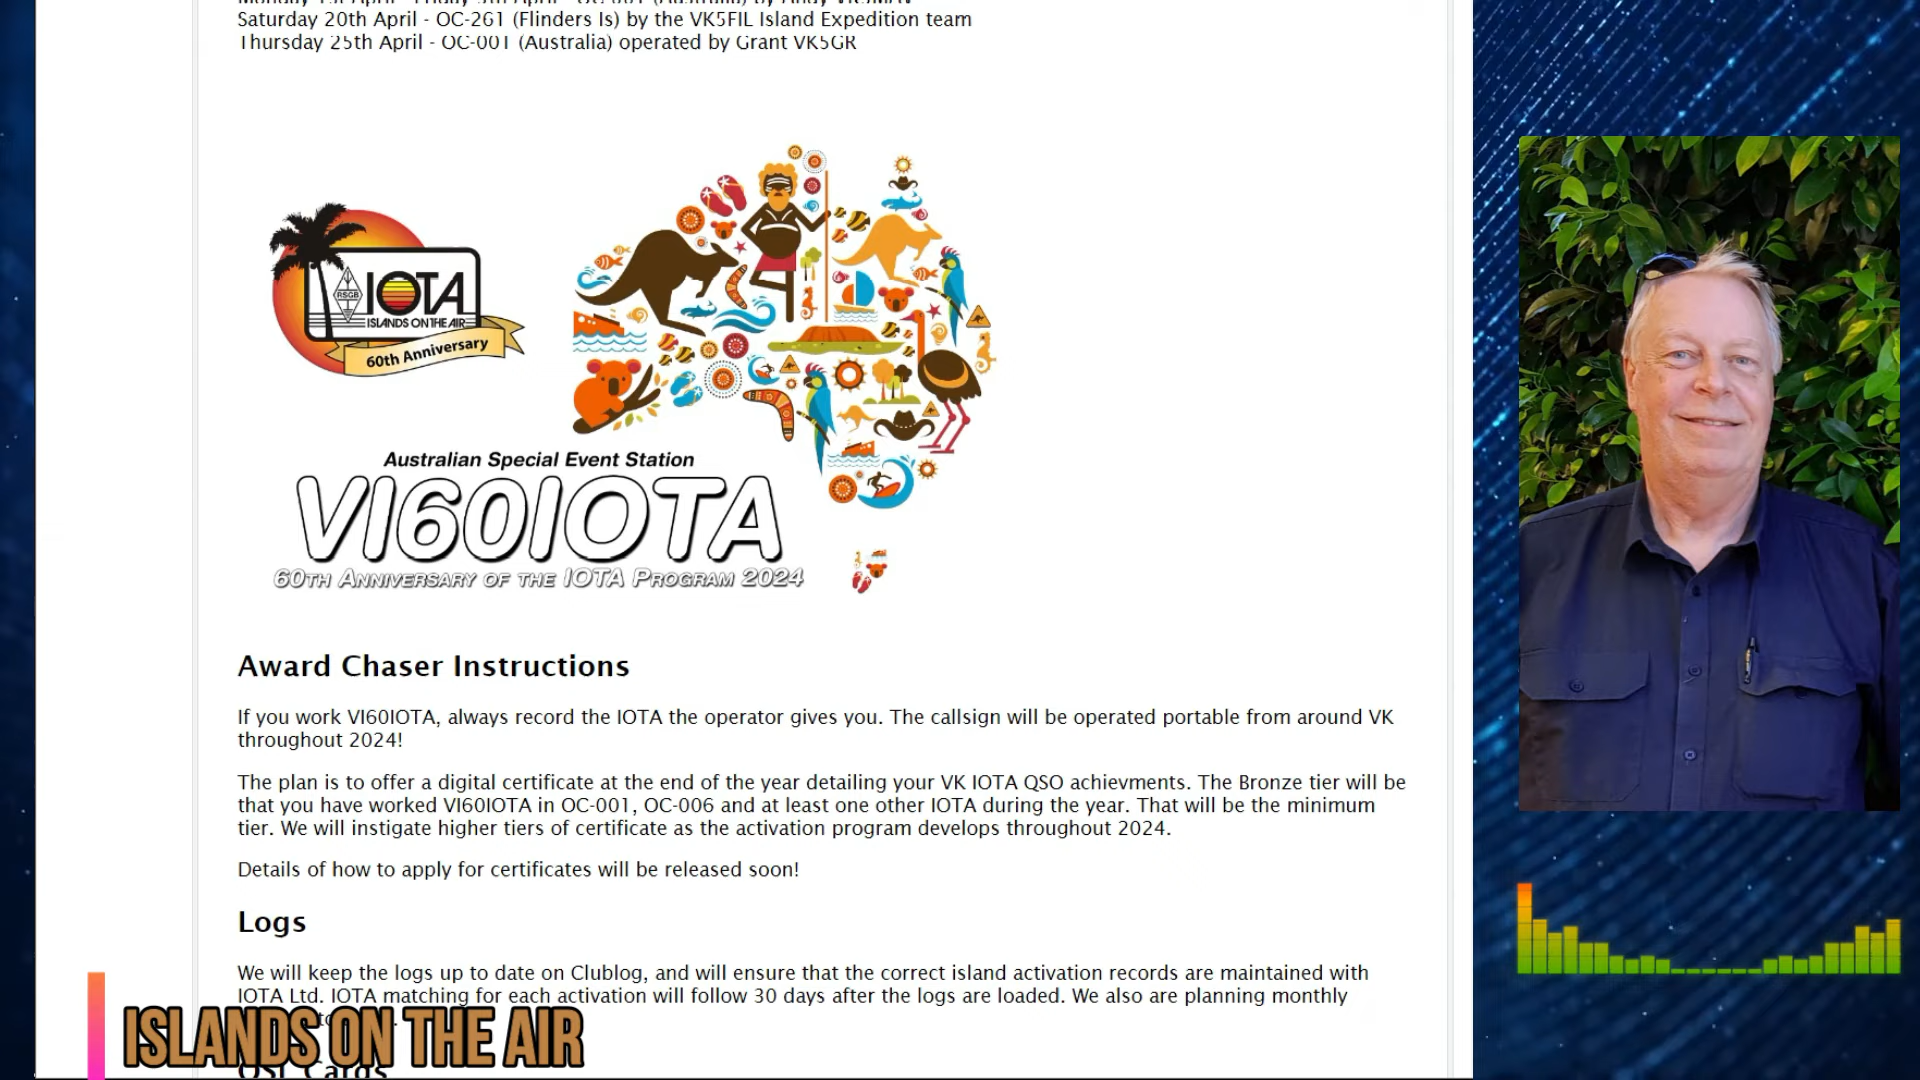 Saturday 20th April - OC-261 (Flinders Is) by the VK5FIL Island Expedition team
Thursday 25th April - OC-001 (Australia) operated by Grant VK5GR
RSGB
IOTA
ISLANDS ON THE AIR
60th Anniversary
Australian Special Event Station
VI60IOTA
60TH ANNIVERSARY OF THE IOTA PROGRAM 2024
Award Chaser Instructions
If you work VI60IOTA, always record the IOTA the operator gives you. The callsign will be operated portable from around VK
throughout 2024!
The plan is to offer a digital certificate at the end of the year detailing your VK IOTA QSO achievments. The Bronze tier will be
that you have worked VI60IOTA in OC-001, OC-006 and at least one other IOTA during the year. That will be the minimum
tier. We will instigate higher tiers of certificate as the activation program develops throughout 2024.
Details of how to apply for certificates will be released soon!
Logs
We will keep the logs up to date on Clublog, and will ensure that the correct island activation records are maintained with
IOTA Ltd. IOTA matching for each activation will follow 30 days after the logs are loaded. We also are planning monthly
ISLANDS ON THE AIR
QSL Cards